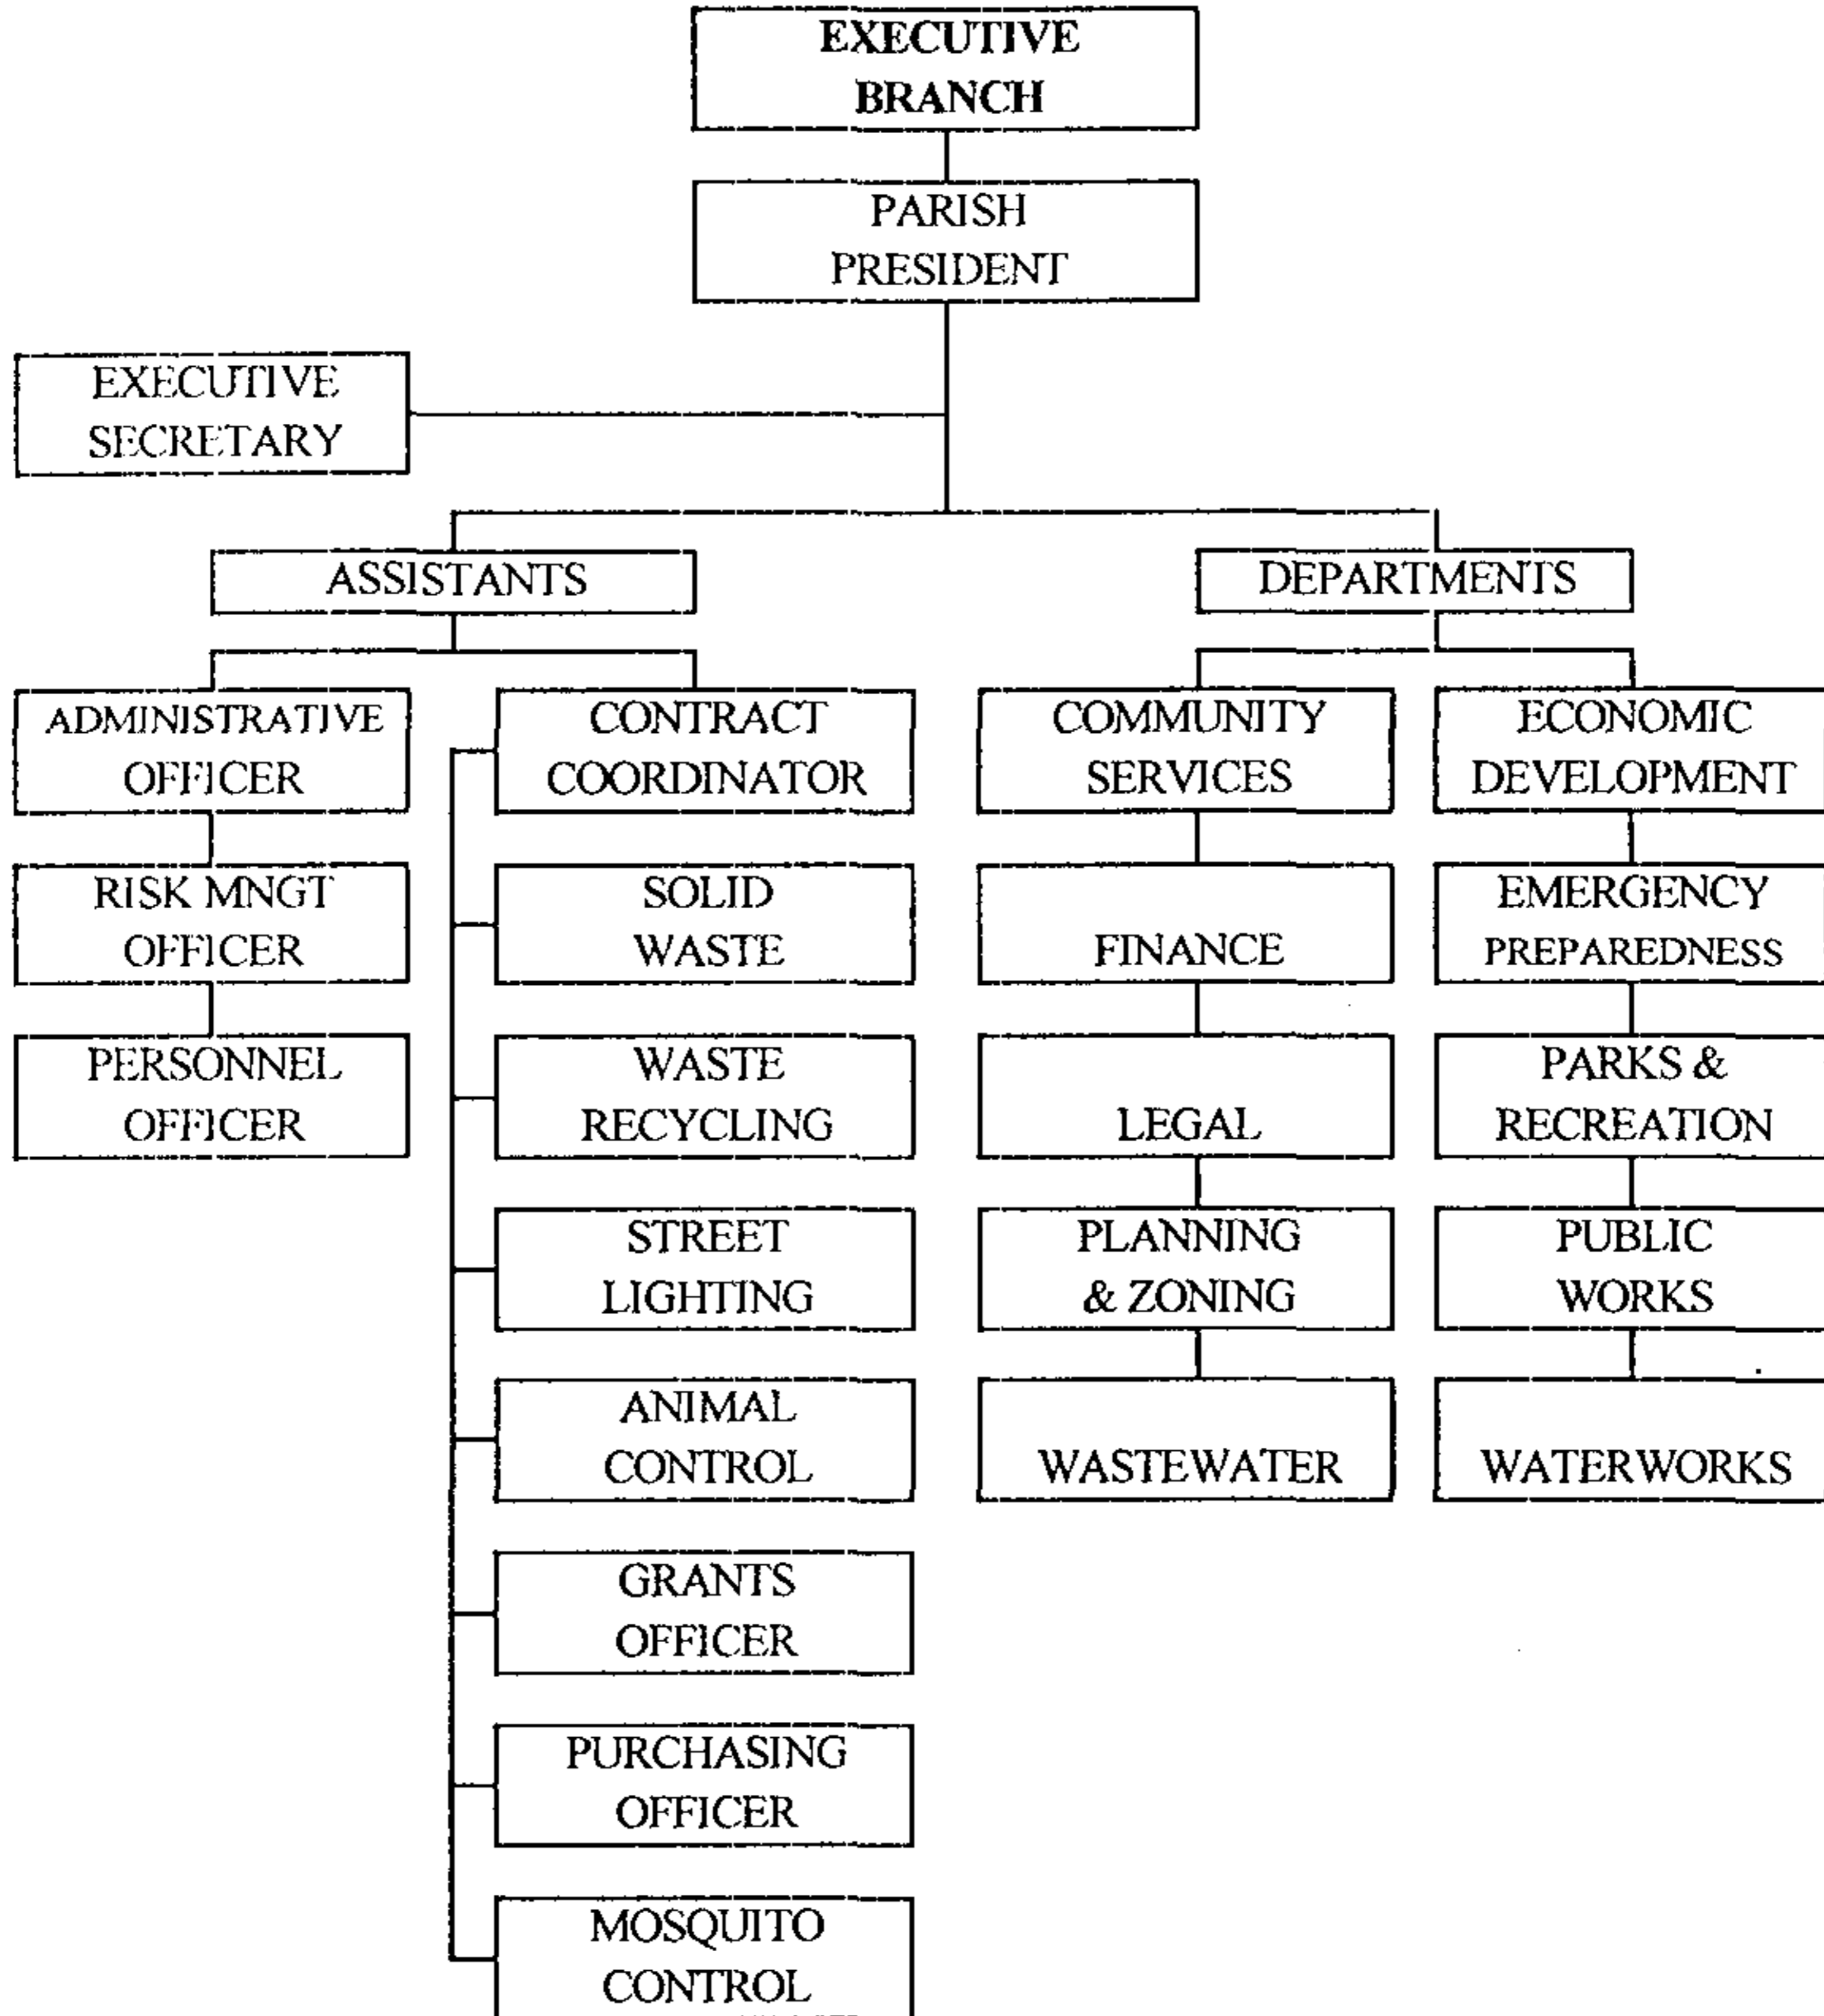 EXECUTIVE
BRANCH
PARISH
PRESIDENT
EXECUTIVE
SECRETARY
ASSISTANTS
DEPARTMENTS
ADMINISTRATIVE
OFFICER
RISK MNGT
OFFICER
PERSONNEL
OFFICER
CONTRACT
COORDINATOR
SOLID
WASTE
WASTE
RECYCLING
STREET
LIGHTING
ANIMAL
CONTROL
GRANTS
OFFICER
PURCHASING
OFFICER
MOSQUITO
CONTROL
COMMUNITY
SERVICES
FINANCE
LEGAL
PLANNING
& ZONING
WASTEWATER
ECONOMIC
DEVELOPMENT
EMERGENCY
PREPAREDNESS
PARKS &
RECREATION
PUBLIC
WORKS
WATERWORKS